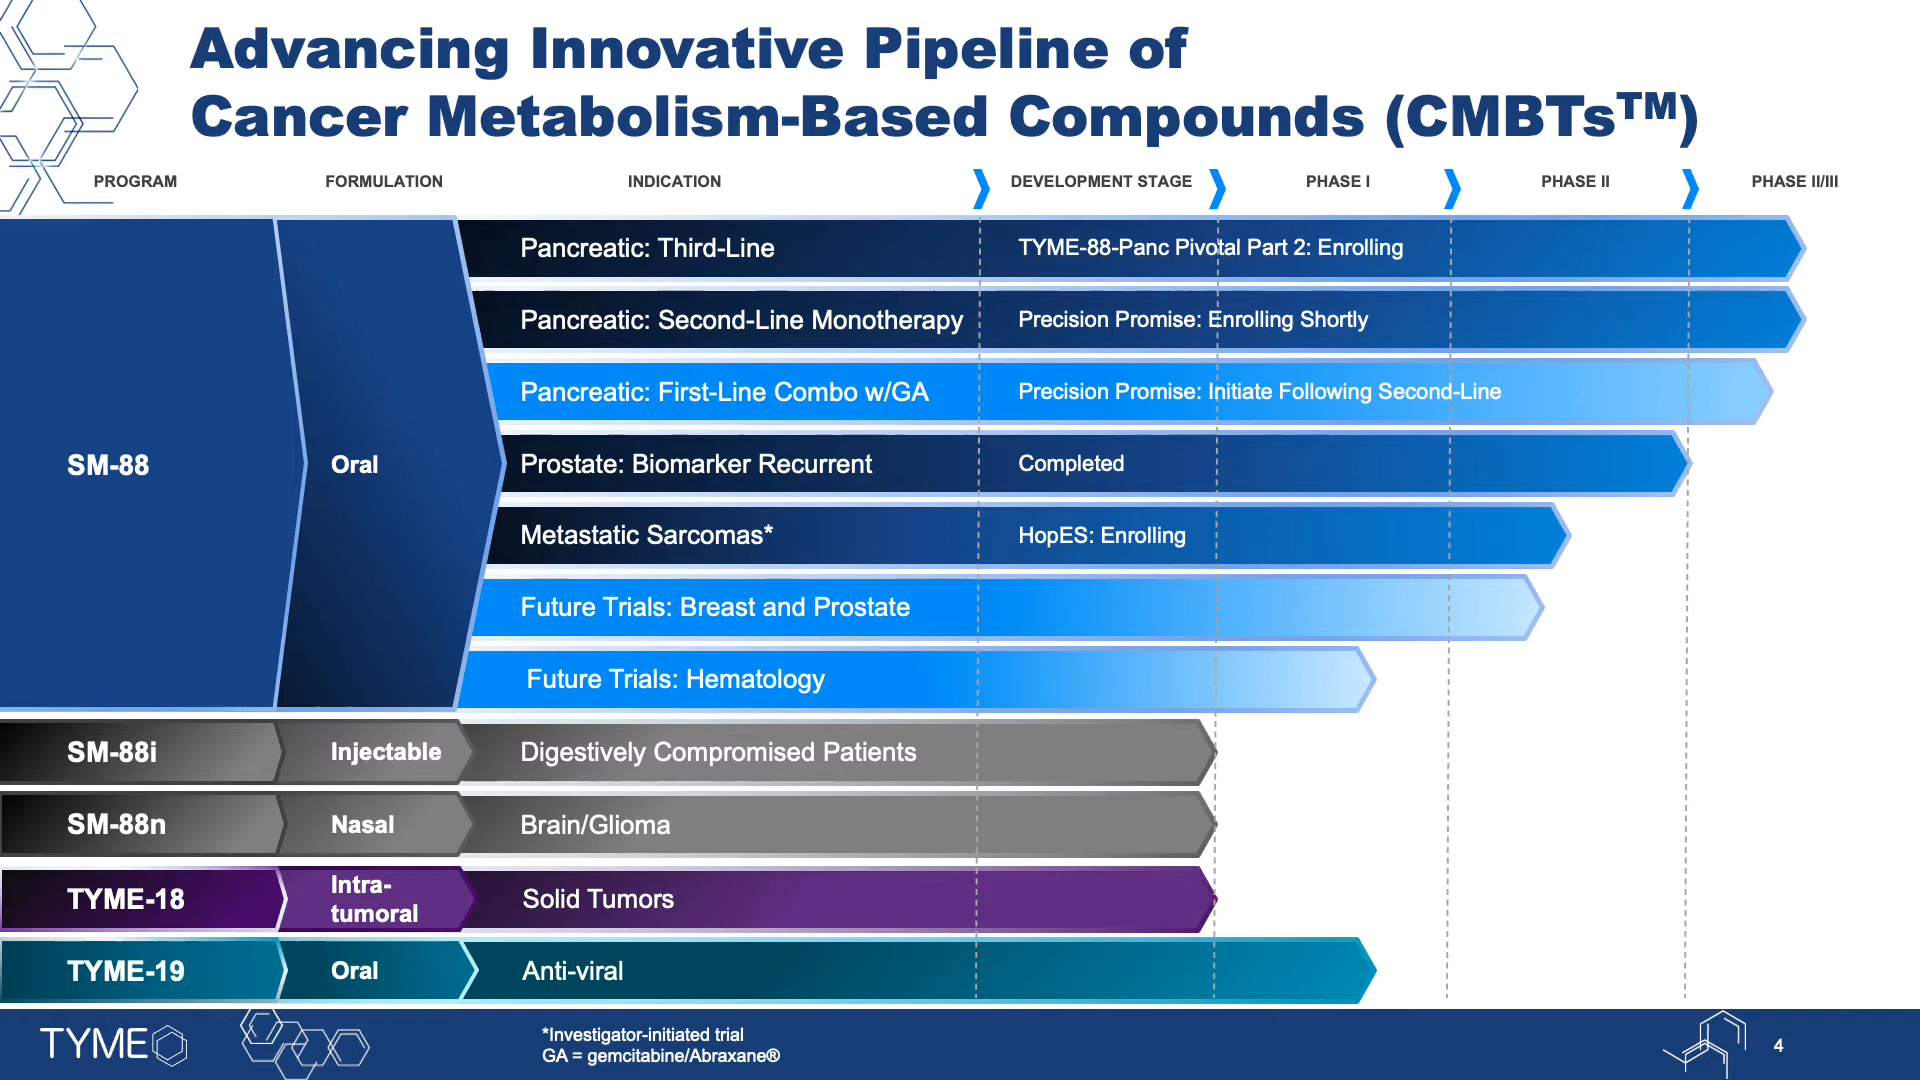 Advancing Innovative Pipeline of
Cancer Metabolism-Based Compounds (CMBTs™)
PROGRAM FORMULATION INDICATION DEVELOPMENT STAGE PHASE I PHASE II PHASE II/III
SM-88 Oral
Pancreatic: Third-Line TYME-88-Panc Pivotal Part 2: Enrolling
Pancreatic: Second-Line Monotherapy Precision Promise: Enrolling Shortly
Pancreatic: First-Line Combo w/GA Precision Promise: Initiate Following Second-Line
Prostate: Biomarker Recurrent Completed
Metastatic Sarcomas* HopES: Enrolling
Future Trials: Breast and Prostate
Future Trials: Hematology
SM-88i Injectable Digestively Compromised Patients
SM-88n Nasal Brain/Glioma
TYME-18 Intra-
tumoral Solid Tumors
TYME-19 Oral Anti-viral
TYME
*Investigator-initiated trial
GA = gemcitabine/Abraxane®
4